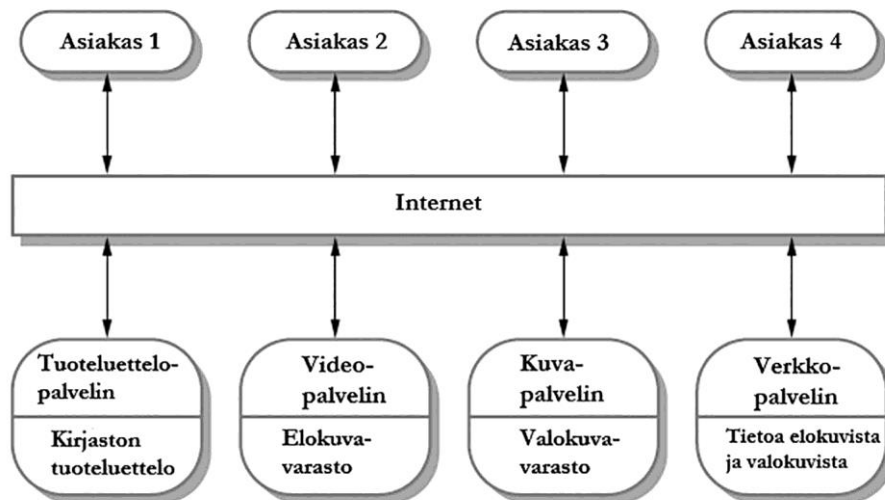 Asiakas 1
Asiakas 2
Asiakas 3
Asiakas 4
Internet
Tuoteluettelo-
palvelin
Kirjaston
tuoteluettelo
Video-
palvelin
Elokuva-
varasto
Kuva-
palvelin
Valokuva-
varasto
Verkko-
palvelin
Tietoa elokuvista
ja valokuvista